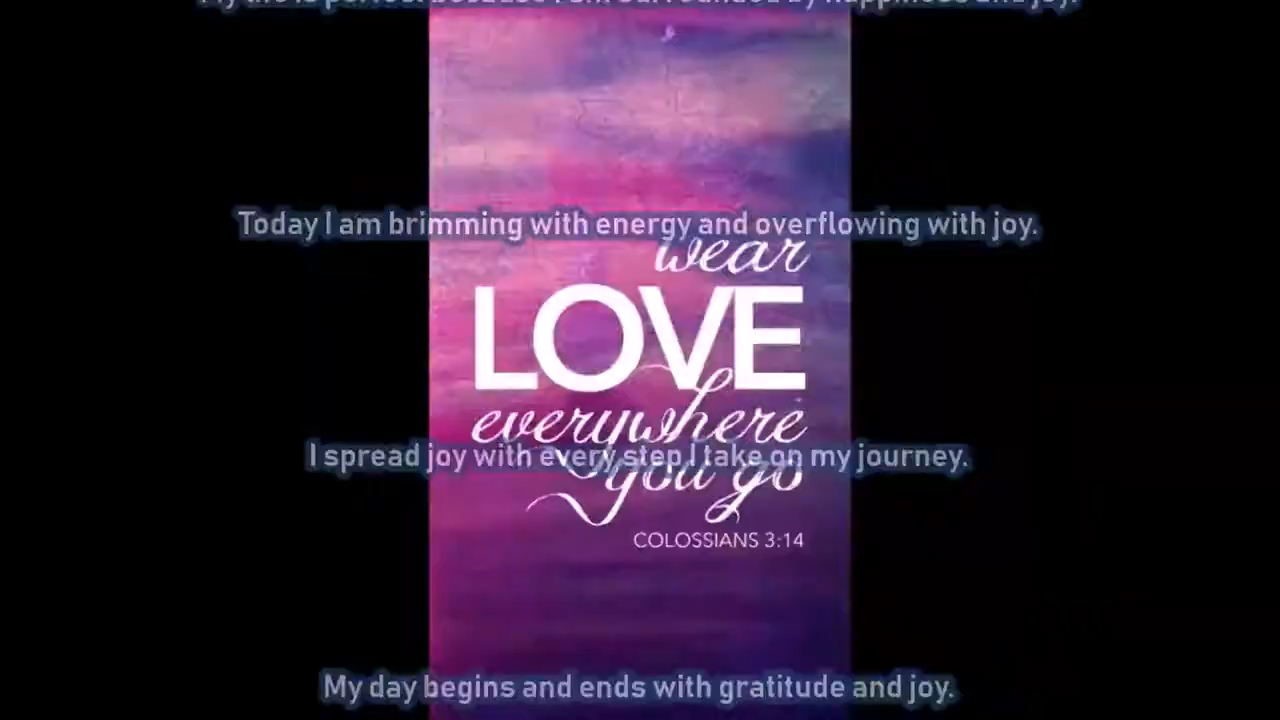 My life is perfect because I am surrounded by happiness and joy.
Today I am brimming with energy and overflowing with joy.
wear
LOVE
everywhere
I spread joy with every step I take on my journey.
you go
COLOSSIANS 3:14
My day begins and ends with gratitude and joy.